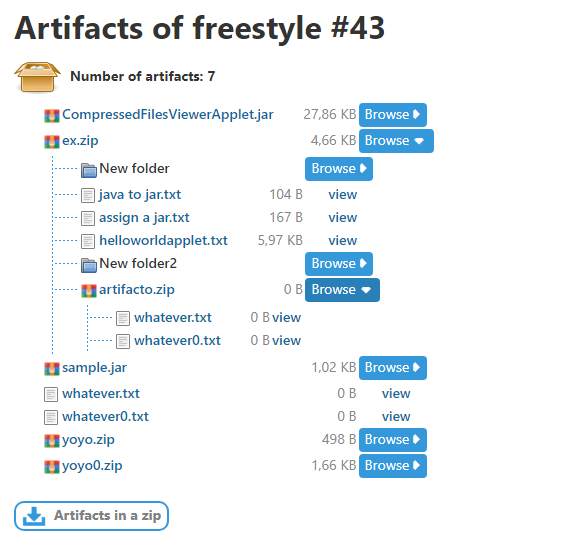 Artifacts of freestyle #43
Number of artifacts: 7
CompressedFilesViewerApplet.jar 27,86 KB Browse
ex.zip 4,66 KB Browse
New folder Browse
java to jar.txt 104 B view
assign a jar.txt 167 B view
helloworldapplet.txt 5,97 KB view
New folder2 Browse
artifacto.zip 0 B Browse
whatever.txt 0 B view
whatever0.txt 0 B view
sample.jar 1,02 KB Browse
whatever.txt 0 B view
whatever0.txt 0 B view
yoyo.zip 498 B Browse
yoyo0.zip 1,66 KB Browse
Artifacts in a zip